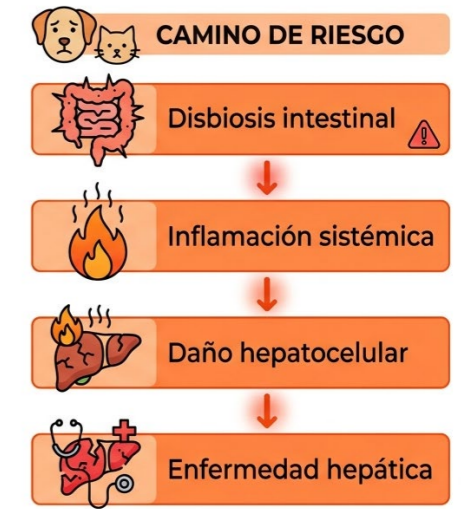 CAMINO DE RIESGO
Disbiosis intestinal
Inflamación sistémica
Daño hepatocelular
Enfermedad hepática